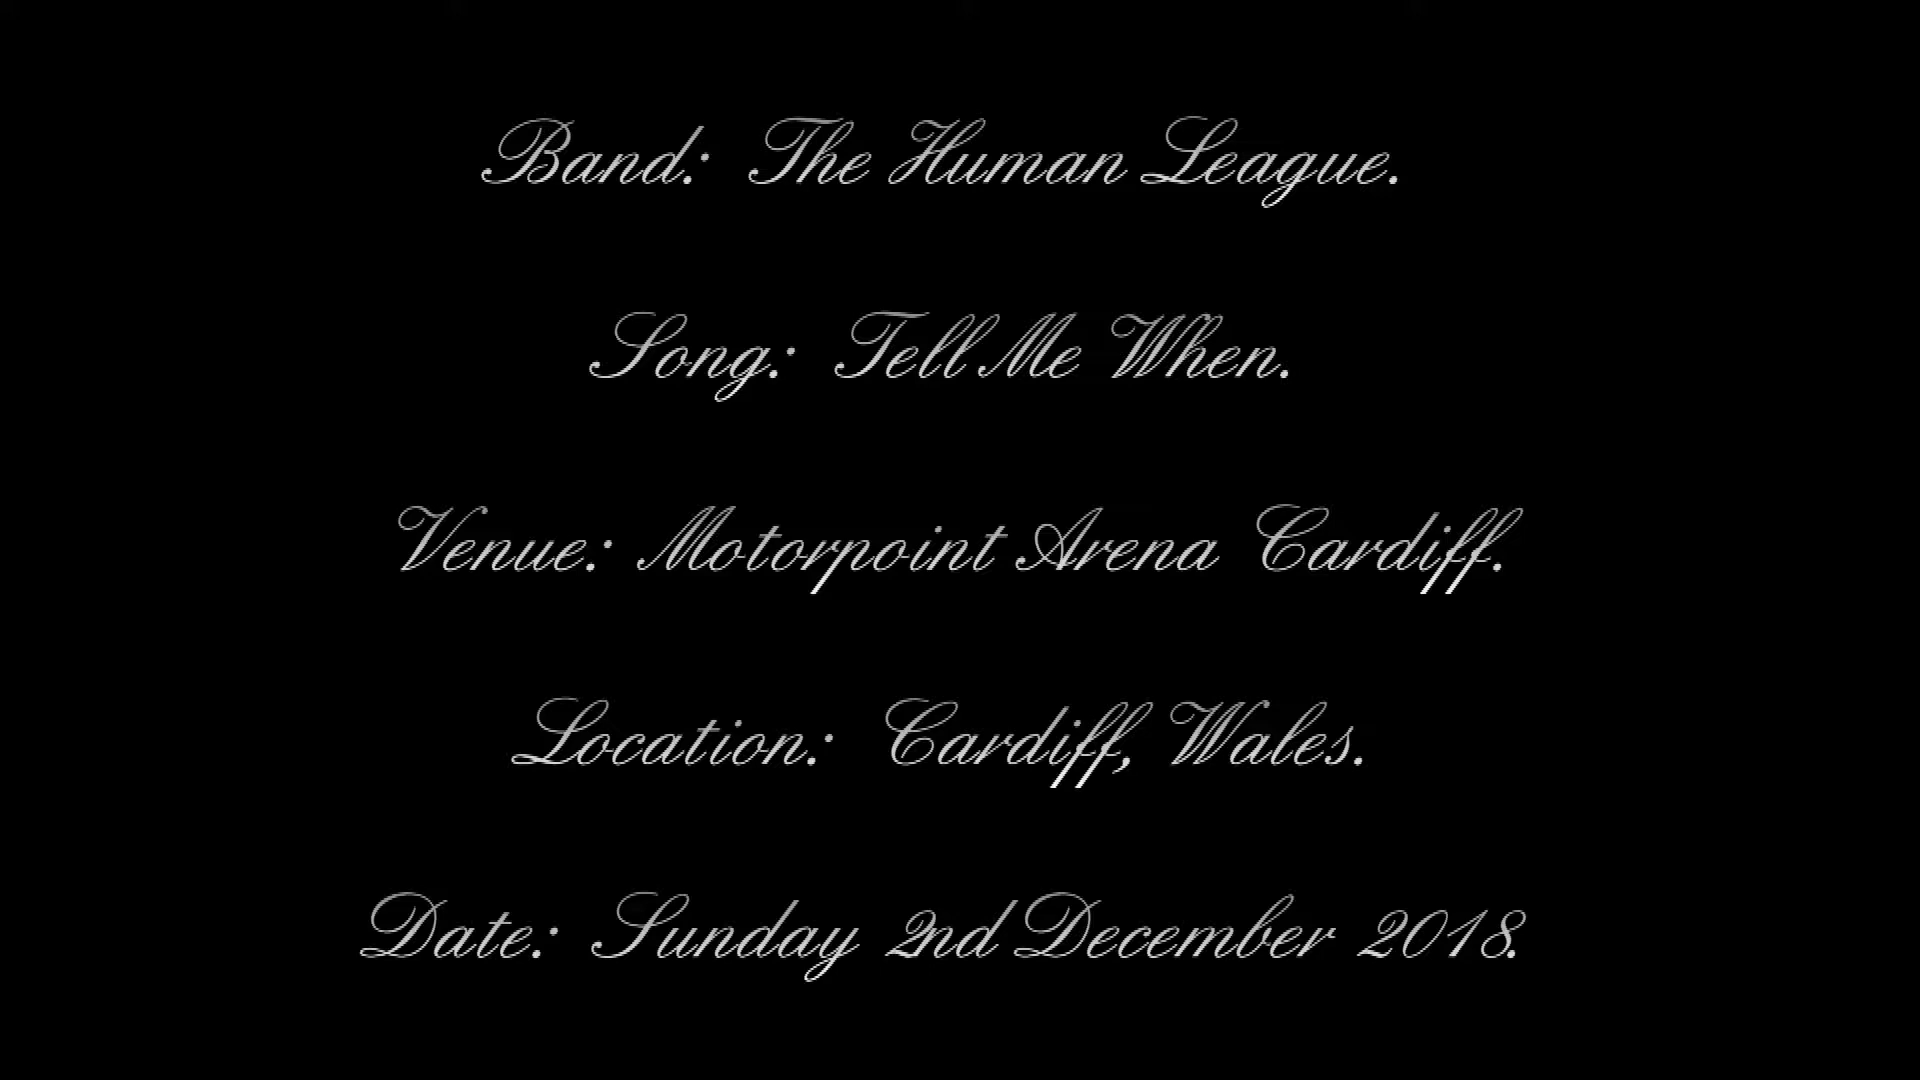 Band: The Human League.
Song: Tell Me When.
Venue: Motorpoint Arena Cardiff.
Location: Cardiff, Wales.
Date: Sunday 2nd December 2018.